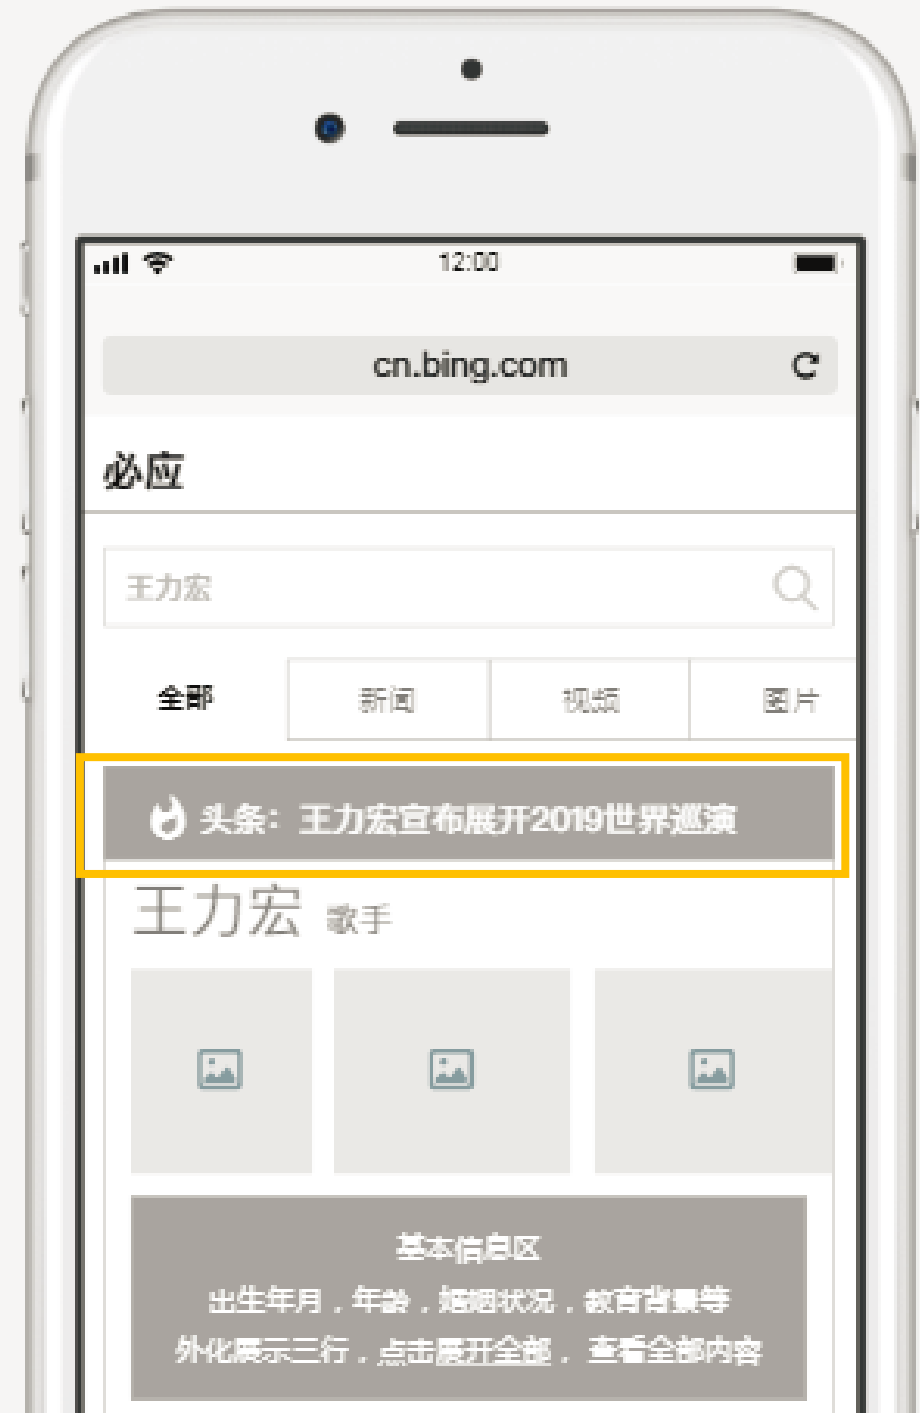 12:00
cn.bing.com
必应
王力宏
全部 新闻 视频 图片
头条：王力宏宣布展开2019世界巡演
王力宏 歌手
基本信息区
出生年月，年龄，婚姻状况，教育背景等
外化展示三行，点击展开全部， 查看全部内容